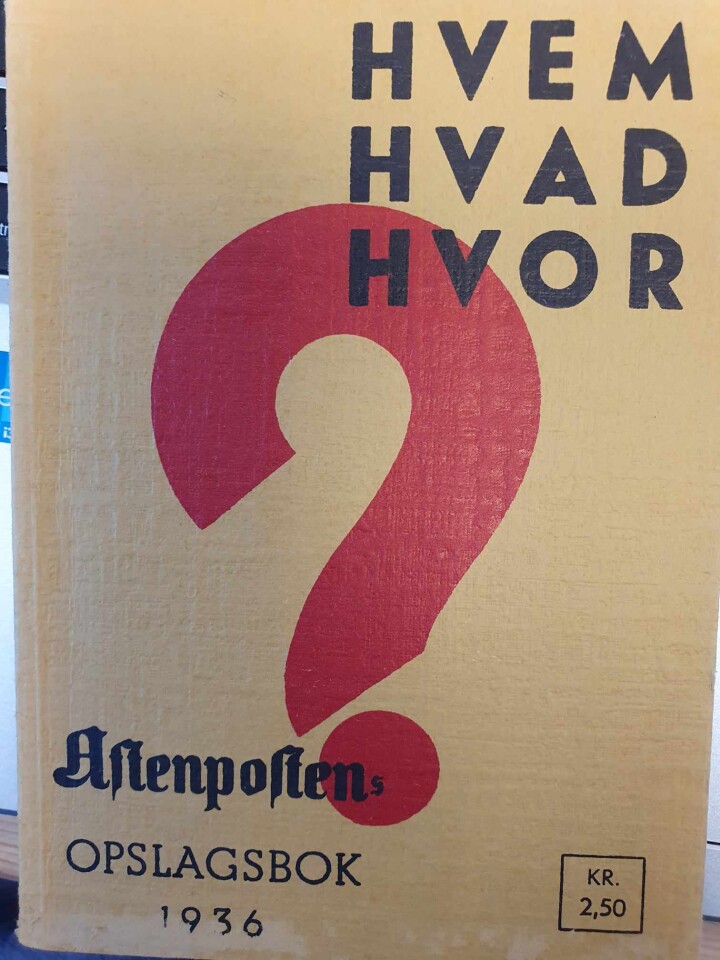 HVEM
HVAD
HVOR
?
Aftenpostens
OPSLAGSBOK
1936
KR.
2,50